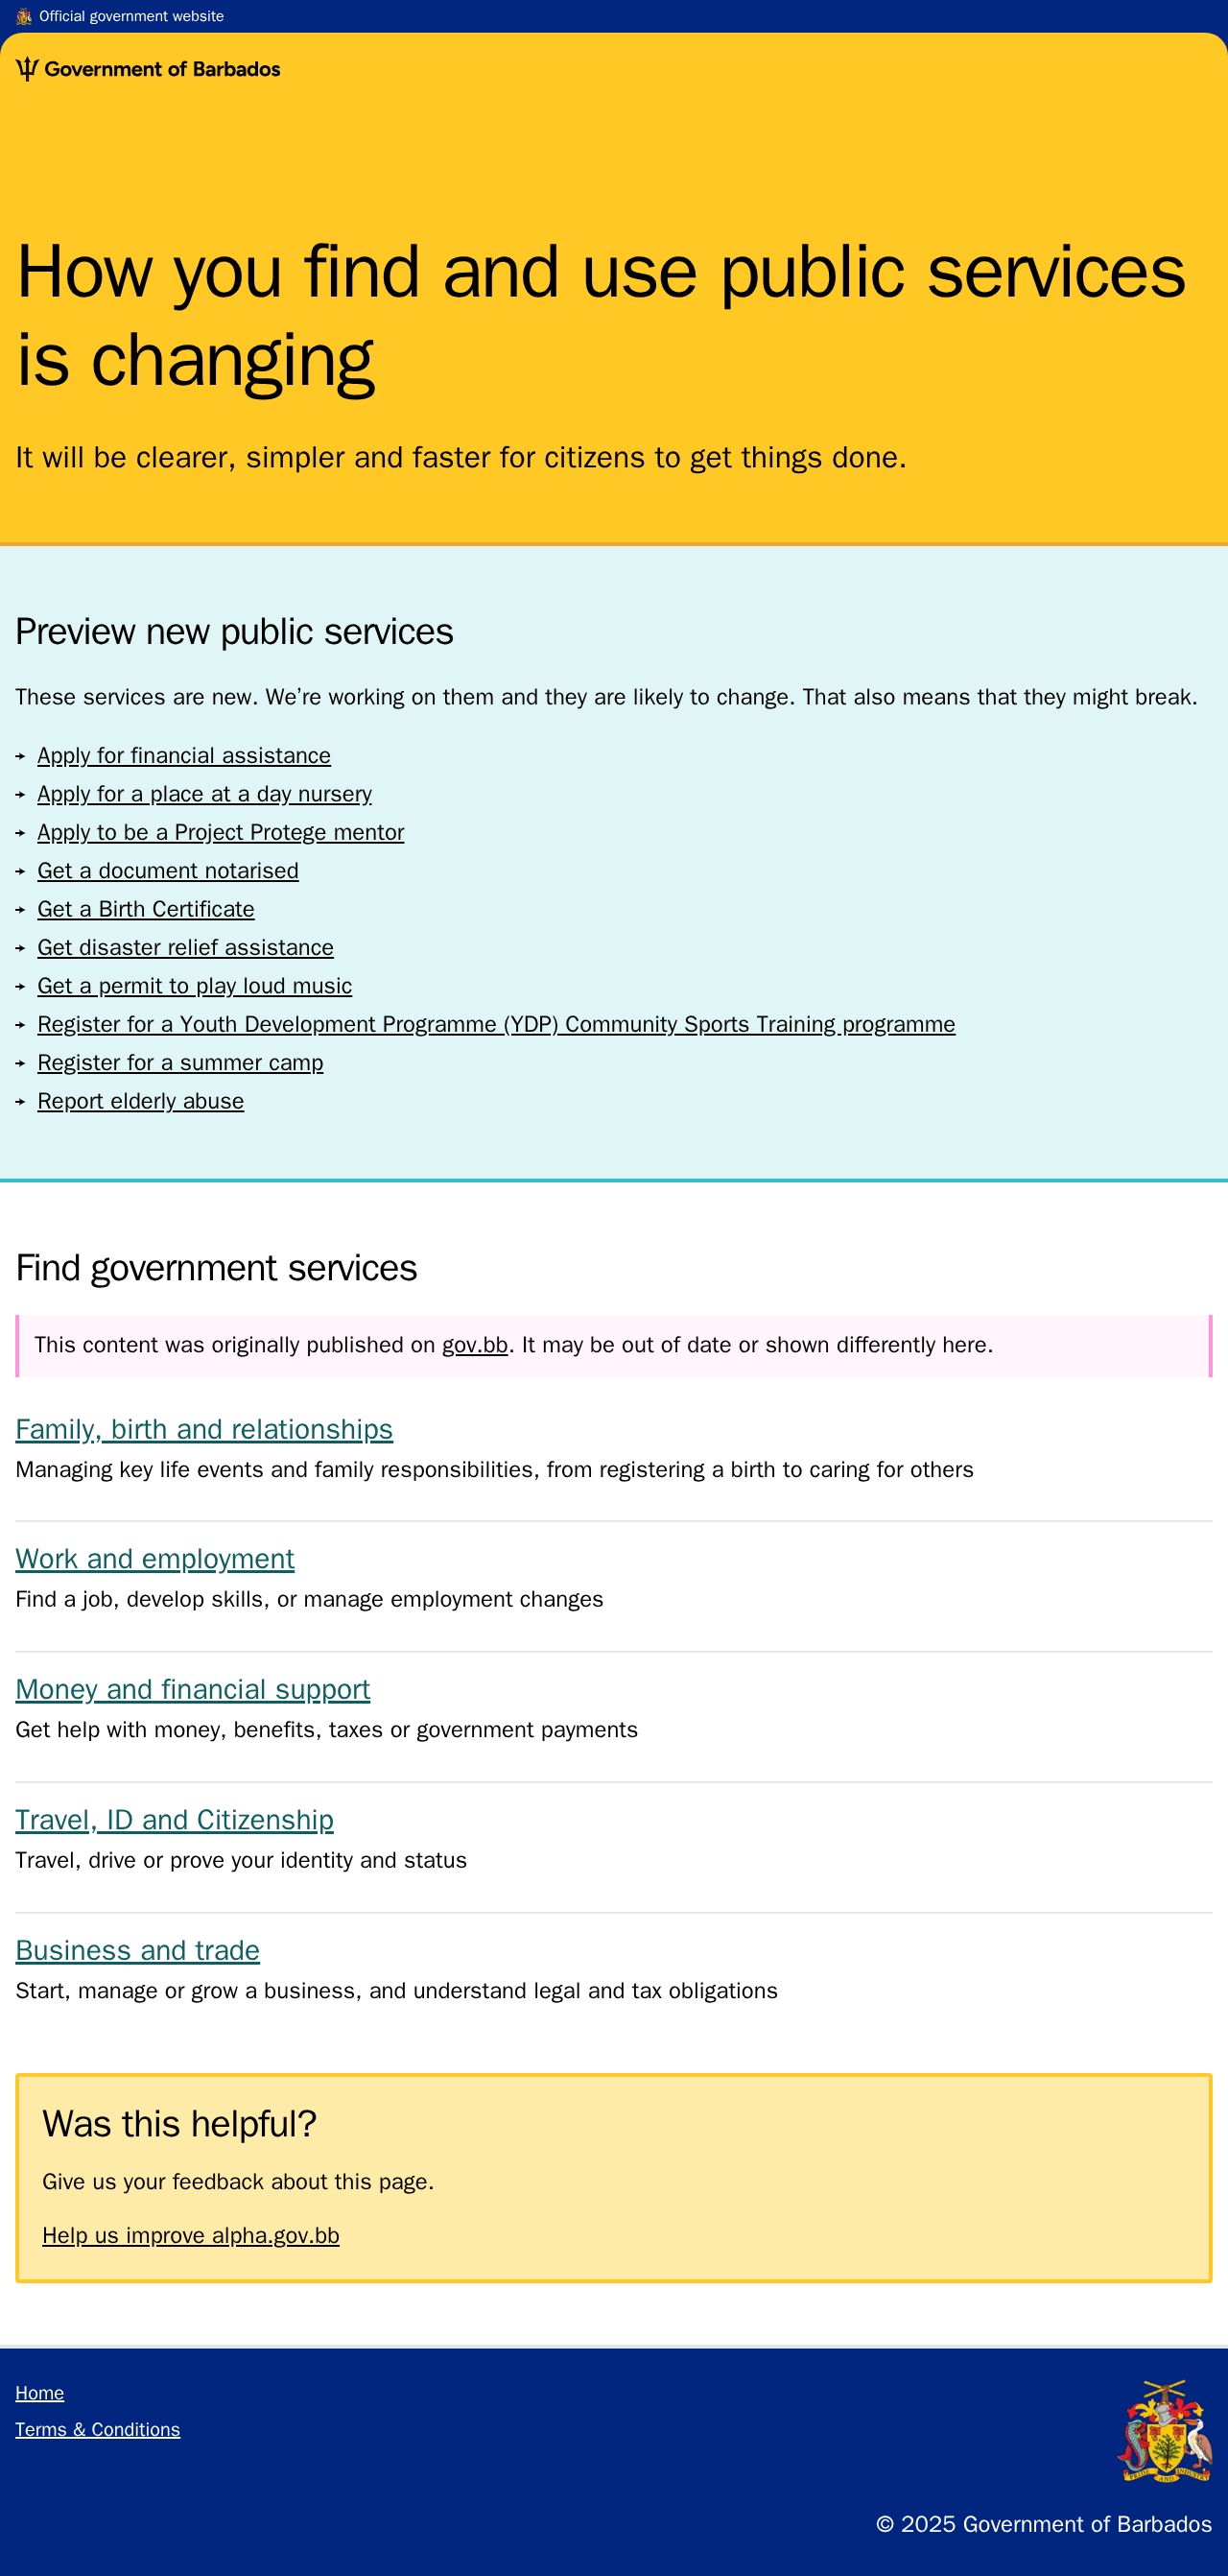 Official government website
Government of Barbados
How you find and use public services
is changing
It will be clearer, simpler and faster for citizens to get things done.
Preview new public services
These services are new. We’re working on them and they are likely to change. That also means that they might break.
Apply for financial assistance
Apply for a place at a day nursery
Apply to be a Project Protege mentor
Get a document notarised
Get a Birth Certificate
Get disaster relief assistance
Get a permit to play loud music
Register for a Youth Development Programme (YDP) Community Sports Training programme
Register for a summer camp
Report elderly abuse
Find government services
This content was originally published on gov.bb. It may be out of date or shown differently here.
Family, birth and relationships
Managing key life events and family responsibilities, from registering a birth to caring for others
Work and employment
Find a job, develop skills, or manage employment changes
Money and financial support
Get help with money, benefits, taxes or government payments
Travel, ID and Citizenship
Travel, drive or prove your identity and status
Business and trade
Start, manage or grow a business, and understand legal and tax obligations
Was this helpful?
Give us your feedback about this page.
Help us improve alpha.gov.bb
Home
Terms & Conditions
PRIDE AND INDUSTRY
© 2025 Government of Barbados